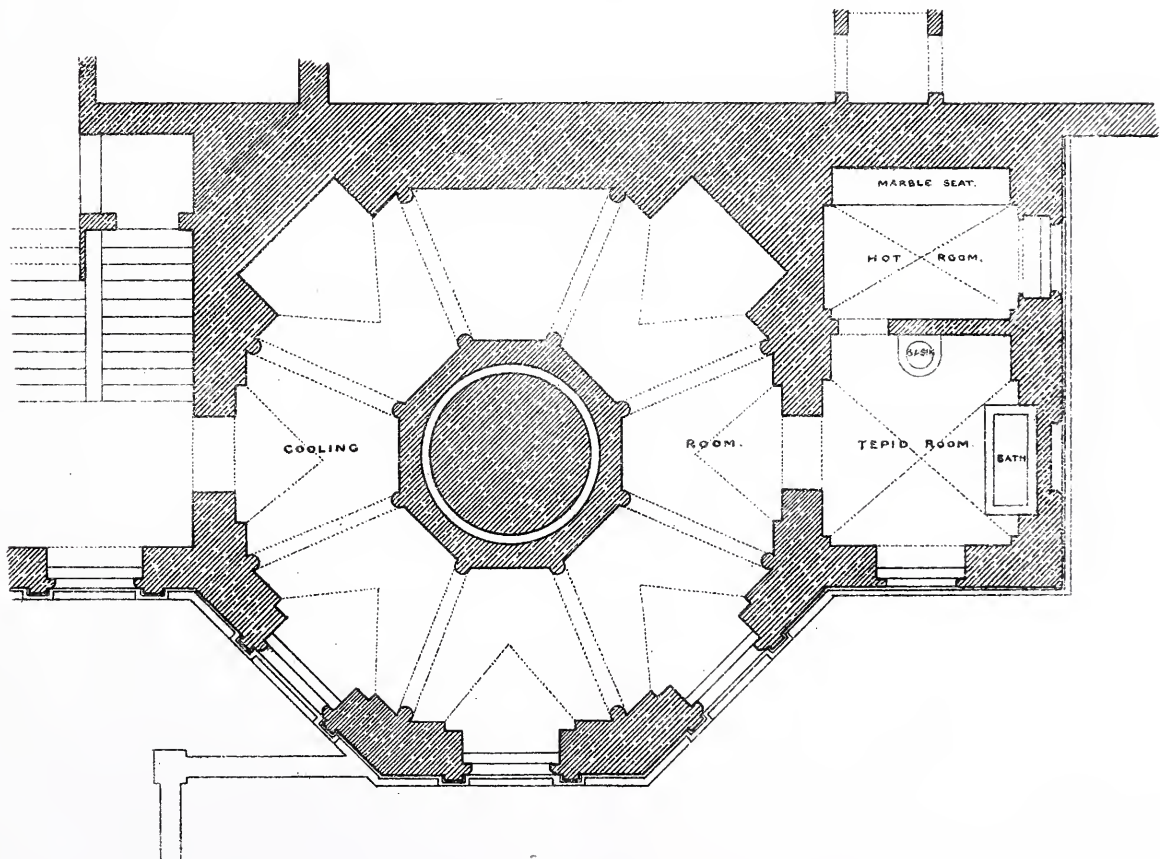 MARBLE SEAT.
HOT ROOM.
BASIN
COOLING ROOM.
TEPID ROOM.
BATH